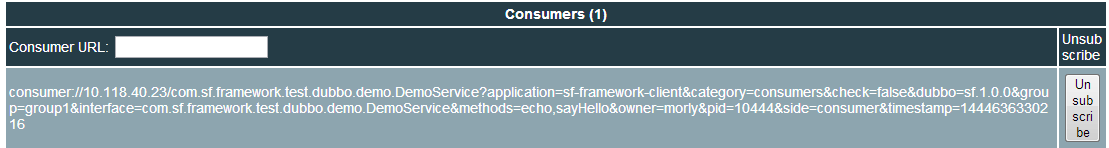 Consumers (1)
Consumer URL:
Unsub
scribe
consumer://10.118.40.23/com.sf.framework.test.dubbo.demo.DemoService?application=sf-framework-client&category=consumers&check=false&dubbo=sf.1.0.0&grou
p=group1&interface=com.sf.framework.test.dubbo.demo.DemoService&methods=echo,sayHello&owner=morly&pid=10444&side=consumer&timestamp=14446363302
16
Un
sub
scri
be